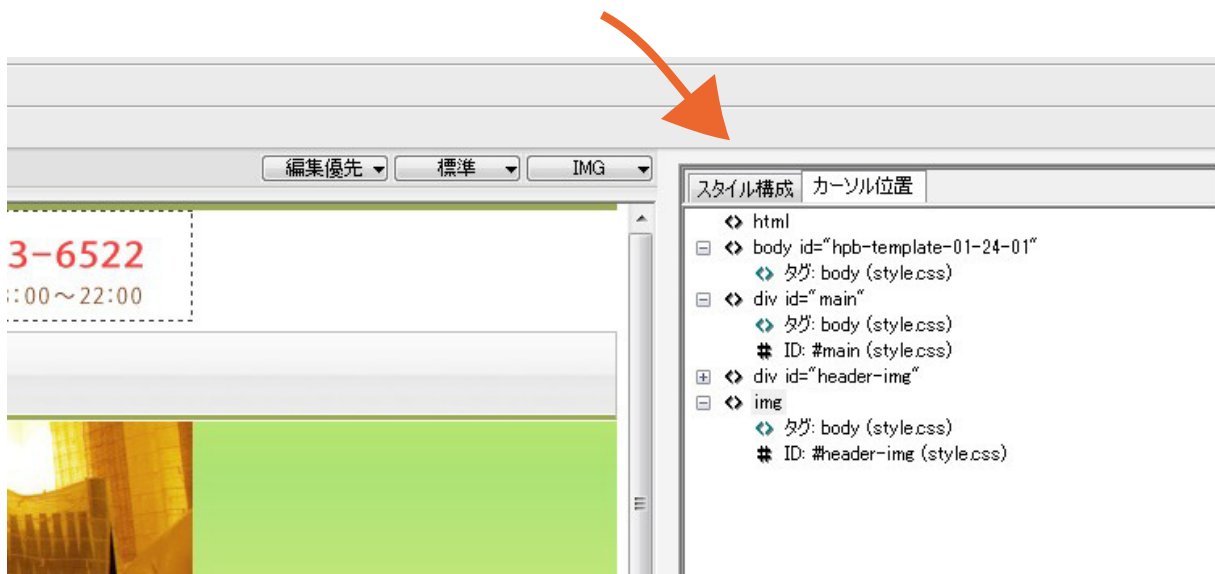 編集優先 標準 IMG
スタイル構成 カーソル位置
3-6522
:00～22:00
html
body id="hpb-template-01-24-01"
タグ: body (style.css)
div id="main"
タグ: body (style.css)
ID: #main (style.css)
div id="header-img"
img
タグ: body (style.css)
ID: #header-img (style.css)